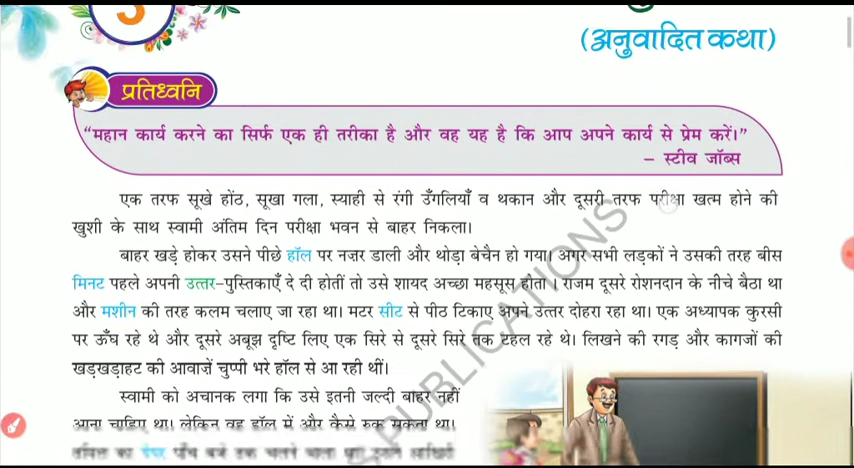 3
(अनुवादित कथा)
प्रतिध्वनि
“महान कार्य करने का सिर्फ एक ही तरीका है और वह यह है कि आप अपने कार्य से प्रेम करें।”
– स्टीव जॉब्स
एक तरफ सूखे होंठ, सूखा गला, स्याही से रंगी उँगलियाँ व थकान और दूसरी तरफ परीक्षा खत्म होने की
खुशी के साथ स्वामी अंतिम दिन परीक्षा भवन से बाहर निकला।
बाहर खड़े होकर उसने पीछे हॉल पर नज़र डाली और थोड़ा बेचैन हो गया। अगर सभी लड़कों ने उसकी तरह बीस
मिनट पहले अपनी उत्तर-पुस्तिकाएँ दे दी होतीं तो उसे शायद अच्छा महसूस होता। राजम दूसरे रोशनदान के नीचे बैठा था
और मशीन की तरह कलम चलाए जा रहा था। मटर सीट से पीठ टिकाए अपने उत्तर दोहरा रहा था। एक अध्यापक कुरसी
पर ऊँघ रहे थे और दूसरे अबूझ दृष्टि लिए एक सिरे से दूसरे सिरे तक टहल रहे थे। लिखने की रगड़ और कागजों की
खड़खड़ाहट की आवाजें चुप्पी भरे हॉल से आ रही थीं।
स्वामी को अचानक लगा कि उसे इतनी जल्दी बाहर नहीं
आना चाहिए था। लेकिन वह हॉल में और कैसे रुक सकता था।
पेपर पाँच बजे तक चलने वाला था।
S PUBLICATIONS